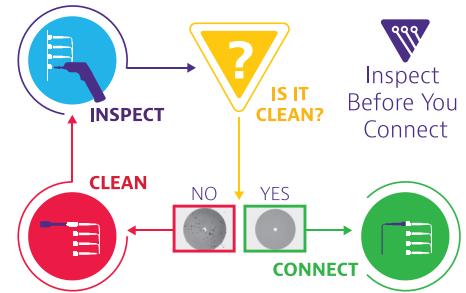 INSPECT
?
IS IT
CLEAN?
Inspect
Before You
Connect
CLEAN
NO
YES
CONNECT